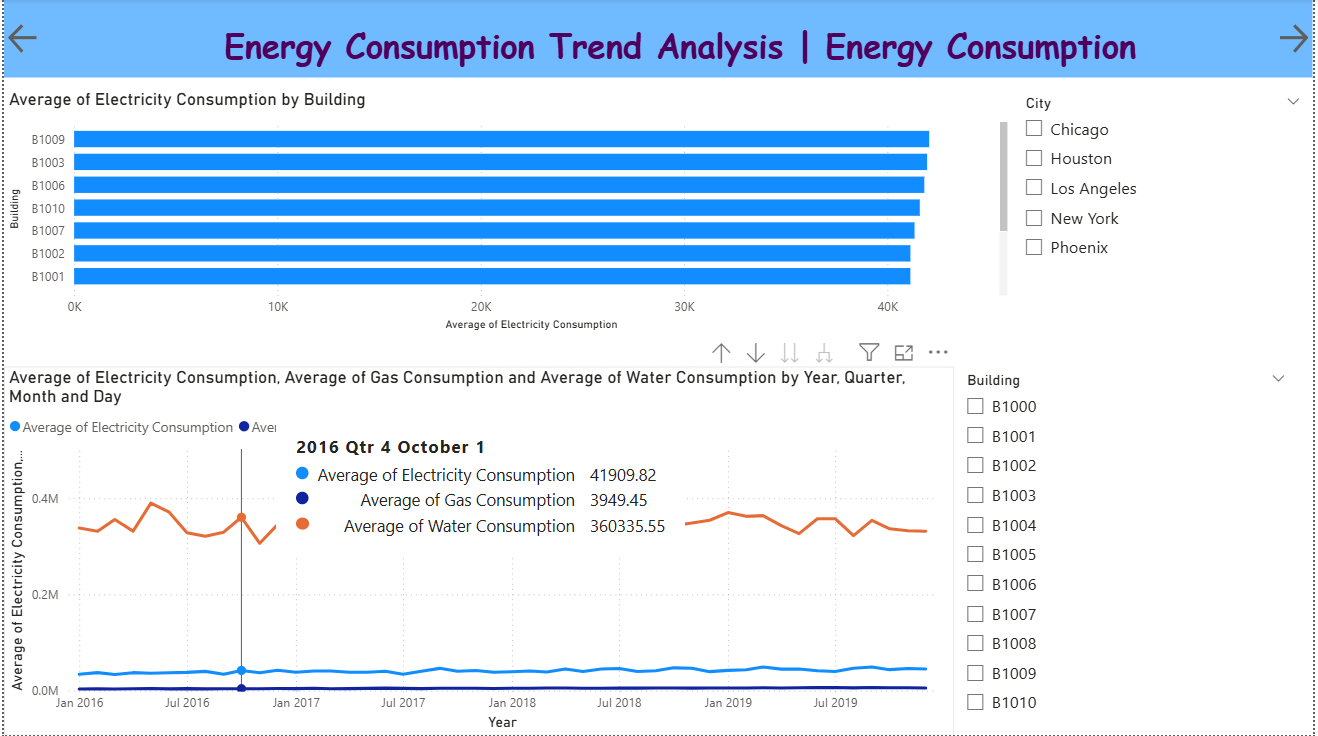 Energy Consumption Trend Analysis | Energy Consumption
Average of Electricity Consumption by Building
Building
B1009
B1003
B1006
B1010
B1007
B1002
B1001
0K
10K
20K
30K
40K
Average of Electricity Consumption
City
Chicago
Houston
Los Angeles
New York
Phoenix
Average of Electricity Consumption, Average of Gas Consumption and Average of Water Consumption by Year, Quarter,
Month and Day
Average of Electricity Consumption
Aver
2016 Qtr 4 October 1
Average of Electricity Consumption 41909.82
Average of Gas Consumption 3949.45
Average of Water Consumption 360335.55
Average of Electricity Consumption,...
0.4M
0.2M
0.0M
Jan 2016
Jul 2016
Jan 2017
Jul 2017
Jan 2018
Jul 2018
Jan 2019
Jul 2019
Year
Building
B1000
B1001
B1002
B1003
B1004
B1005
B1006
B1007
B1008
B1009
B1010